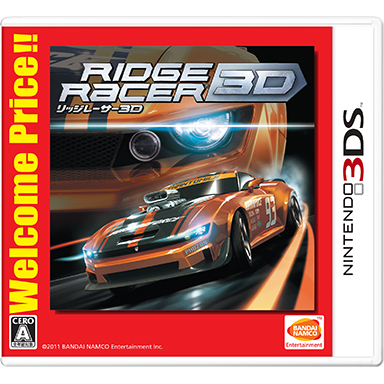 Welcome Price!!
RIDGE
RACER 3D
リッジレーサー3D
93
NINTENDO 3DS
CERO
A
©2011 BANDAI NAMCO Entertainment Inc.
BANDAI
NAMCO
Entertainment